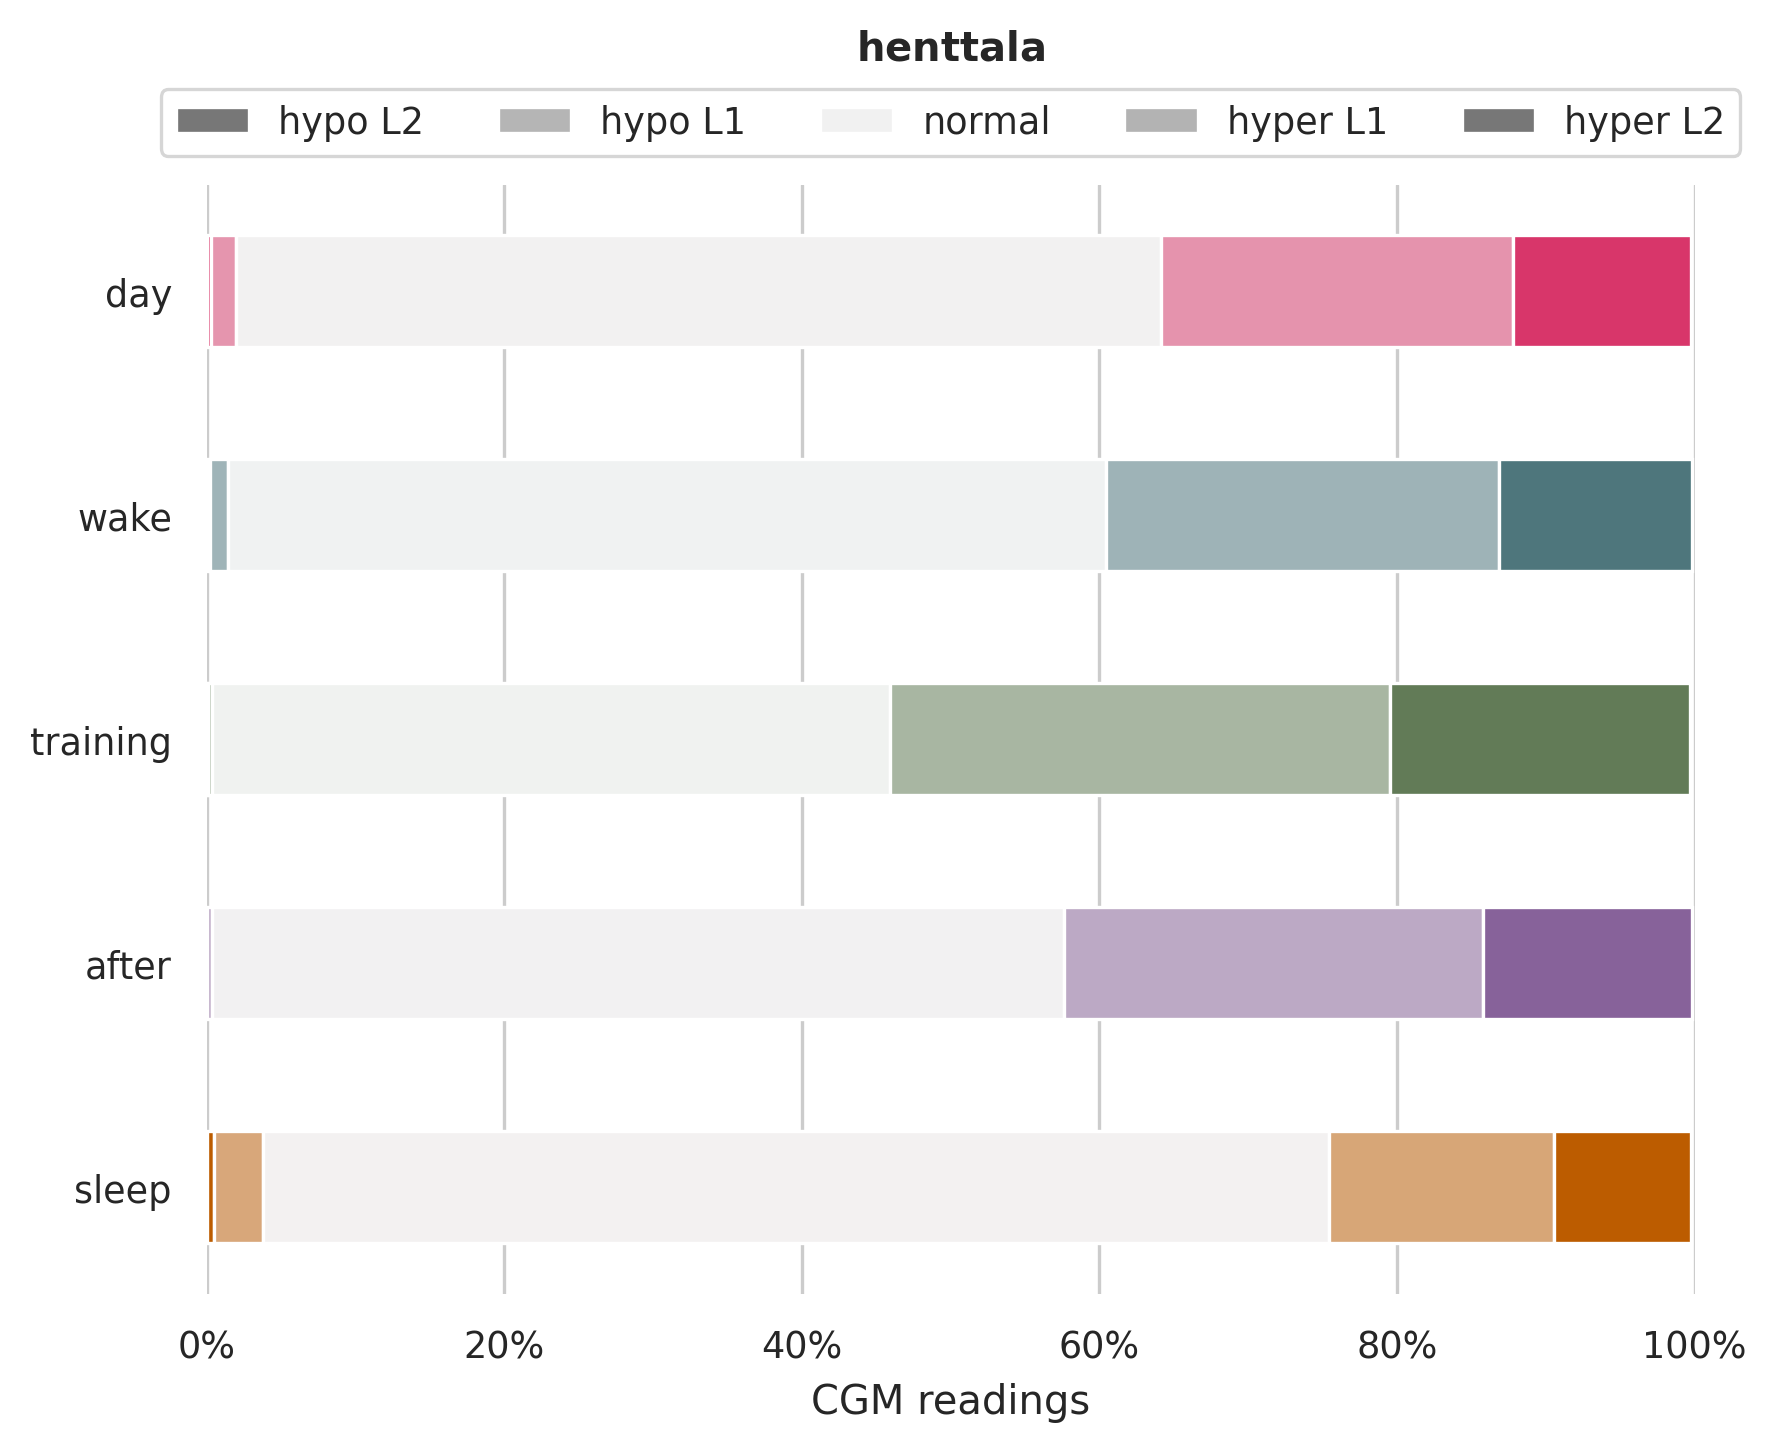 henttala
hypo L2 hypo L1 normal hyper L1 hyper L2
day
wake
training
after
sleep
0% 20% 40% 60% 80% 100%
CGM readings